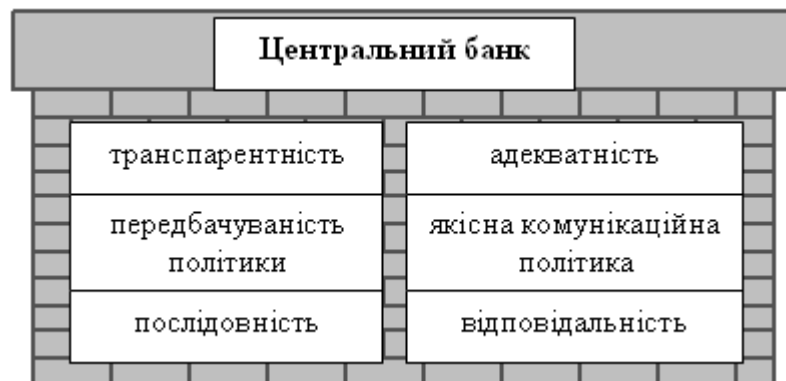 Центральний банк
транспарентність
адекватність
передбачуваність
політики
якісна комунікаційна
політика
послідовність
відповідальність